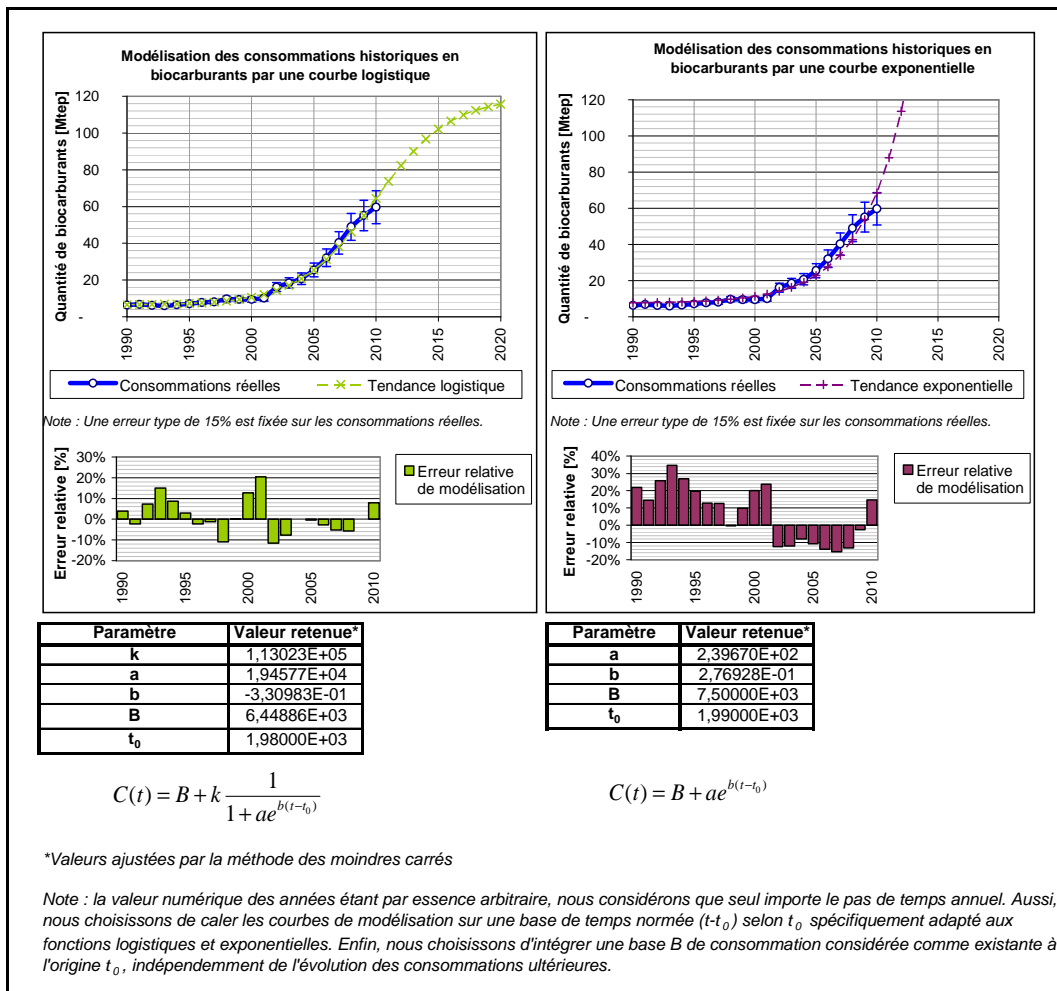 Modélisation des consommations historiques en
biocarburants par une courbe logistique
Quantité de biocarburants [Mtep]
120
100
80
60
40
20
-
1990
1995
2000
2005
2010
2015
2020
Consommations réelles
Tendance logistique
Note : Une erreur type de 15% est fixée sur les consommations réelles.
Erreur relative [%]
30%
20%
10%
0%
-10%
-20%
1990
1995
2000
2005
2010
Erreur relative
de modélisation
Modélisation des consommations historiques en
biocarburants par une courbe exponentielle
Quantité de biocarburants [Mtep]
120
100
80
60
40
20
-
1990
1995
2000
2005
2010
2015
2020
Consommations réelles
Tendance exponentielle
Note : Une erreur type de 15% est fixée sur les consommations réelles.
Erreur relative [%]
40%
30%
20%
10%
0%
-10%
-20%
1990
1995
2000
2005
2010
Erreur relative
de modélisation
Paramètre Valeur retenue*
k 1,13023E+05
a 1,94577E+04
b -3,30983E-01
B 6,44886E+03
t₀ 1,98000E+03
Paramètre Valeur retenue*
a 2,39670E+02
b 2,76928E-01
B 7,50000E+03
t₀ 1,99000E+03
C(t) = B + k 1/(1 + ae^{b(t−t₀)})
C(t) = B + ae^{b(t−t₀)}
*Valeurs ajustées par la méthode des moindres carrés
Note : la valeur numérique des années étant par essence arbitraire, nous considérons que seul importe le pas de temps annuel. Aussi,
nous choisissons de caler les courbes de modélisation sur une base de temps normée (t-t₀) selon t₀ spécifiquement adapté aux
fonctions logistiques et exponentielles. Enfin, nous choisissons d'intégrer une base B de consommation considérée comme existante à
l'origine t₀, indépendemment de l'évolution des consommations ultérieures.